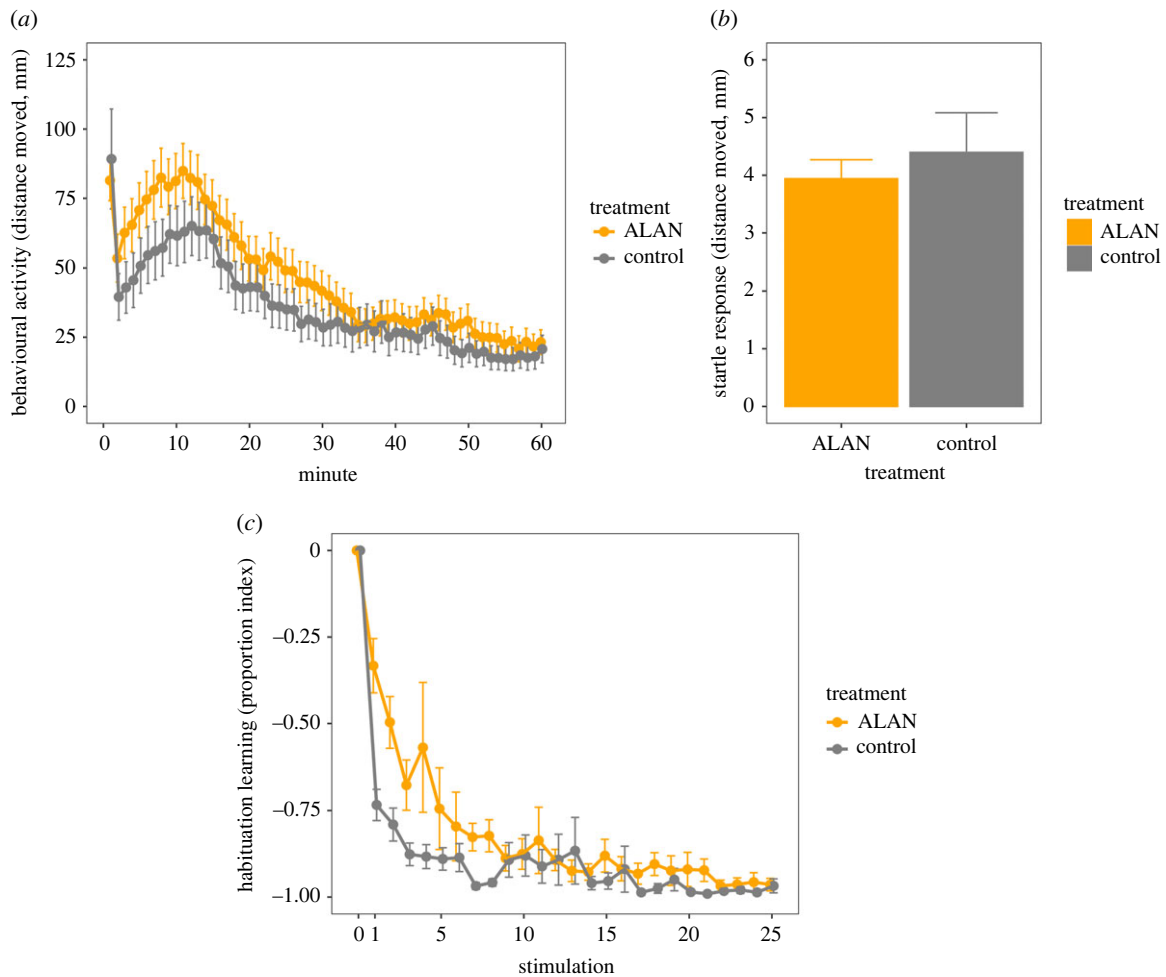 (a)
behavioural activity (distance moved, mm)
125
100
75
50
25
0
0 10 20 30 40 50 60
minute
treatment
ALAN
control
(b)
startle response (distance moved, mm)
6
5
4
3
2
1
0
ALAN control
treatment
treatment
ALAN
control
(c)
habituation learning (proportion index)
0
−0.25
−0.50
−0.75
−1.00
0 1 5 10 15 20 25
stimulation
treatment
ALAN
control